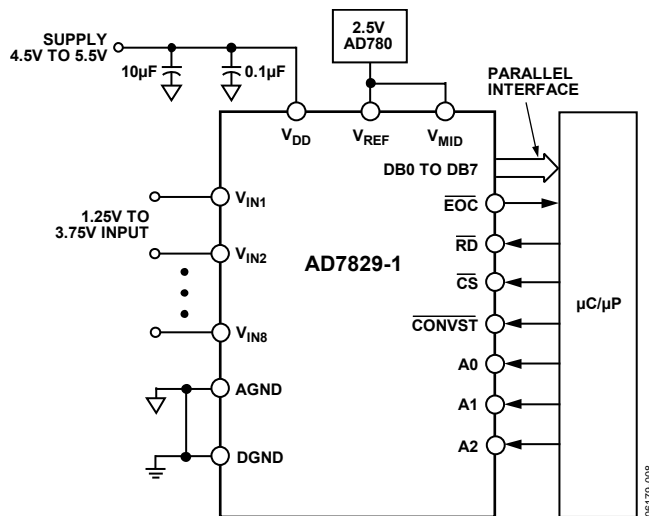 SUPPLY
4.5V TO 5.5V
10µF
0.1µF
2.5V
AD780
PARALLEL
INTERFACE
VDD
VREF
VMID
DB0 TO DB7
VIN1
EOC
1.25V TO
3.75V INPUT
RD
VIN2
AD7829-1
CS
µC/µP
CONVST
VIN8
A0
AGND
A1
A2
DGND
06179-008